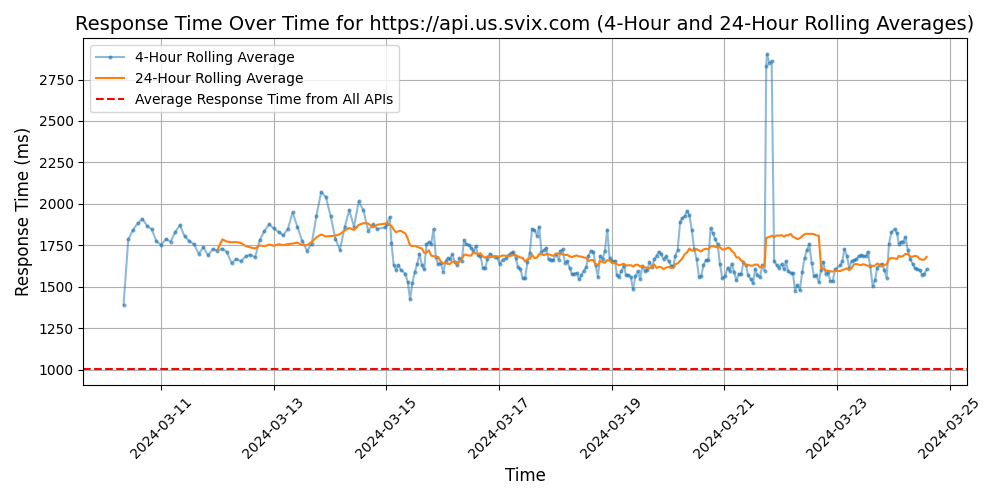 Response Time Over Time for https://api.us.svix.com (4-Hour and 24-Hour Rolling Averages)
4-Hour Rolling Average
24-Hour Rolling Average
Average Response Time from All APIs
Response Time (ms)
2750
2500
2250
2000
1750
1500
1250
1000
2024-03-11
2024-03-13
2024-03-15
2024-03-17
2024-03-19
2024-03-21
2024-03-23
2024-03-25
Time